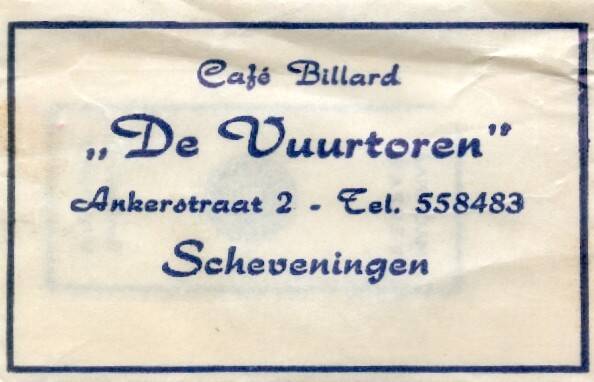 Café Billard
„De Vuurtoren”
Ankerstraat 2 - Tel. 558483
Scheveningen